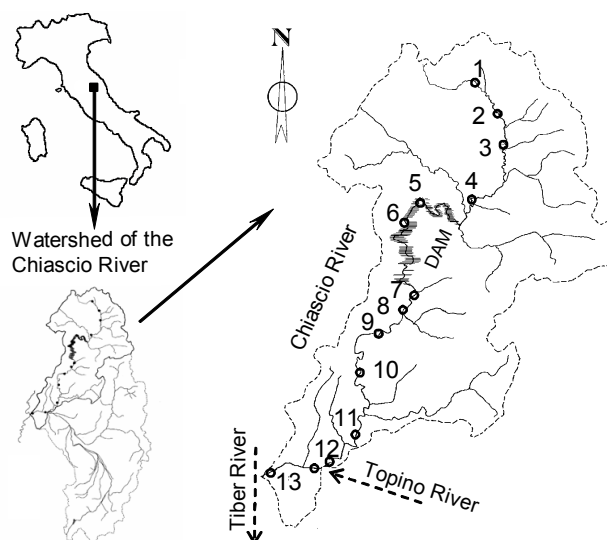 N
Watershed of the
Chiascio River
1
2
3
4
5
6
DAM
Chiascio River
7
8
9
10
11
12
13
Topino River
Tiber River